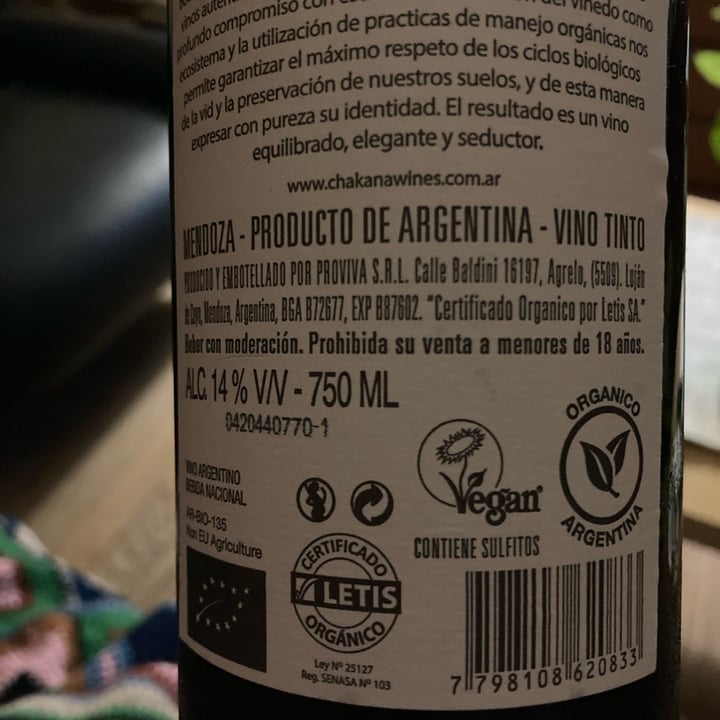 profundo compromiso con
ecosistema y la utilización de practicas de manejo orgánicas nos
permite garantizar el máximo respeto de los ciclos biológicos
de la vid y la preservación de nuestros suelos, y de esta manera
expresar con pureza su identidad. El resultado es un vino
equilibrado, elegante y seductor.
www.chakanawines.com.ar
MENDOZA - PRODUCTO DE ARGENTINA - VINO TINTO
PRODUCIDO Y EMBOTELLADO POR PROVIVA S.R.L. Calle Baldini 16197, Agrelo, (5509). Luján
de Cuyo, Mendoza, Argentina, BGA B72677, EXP B87602. "Certificado Organico por Letis SA."
Beber con moderación. Prohibida su venta a menores de 18 años.
ALC. 14 % V/V - 750 ML
0420440770-1
ORGANICO
ARGENTINA
Vegan
VINO ARGENTINO
BEBIDA NACIONAL
AR-BIO-135
Non EU Agriculture
CONTIENE SULFITOS
CERTIFICADO
LETIS
ORGÁNICO
Ley Nº 25127
Reg. SENASA Nº 103
7 798108 620833